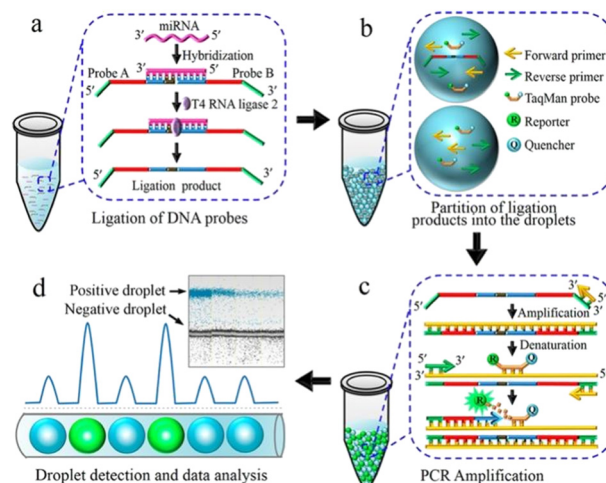 a
miRNA
3′
5′
Hybridization
Probe A
3′
5′
Probe B
5′
3′
T4 RNA ligase 2
5′
3′
Ligation product
Ligation of DNA probes
b
Forward primer
Reverse primer
TaqMan probe
R Reporter
Q Quencher
Partition of ligation
products into the droplets
c
3′
5′
5′
3′
Amplification
Denaturation
5′
3′
R
Q
3′
5′
R
Q
PCR Amplification
d
Positive droplet
Negative droplet
Droplet detection and data analysis